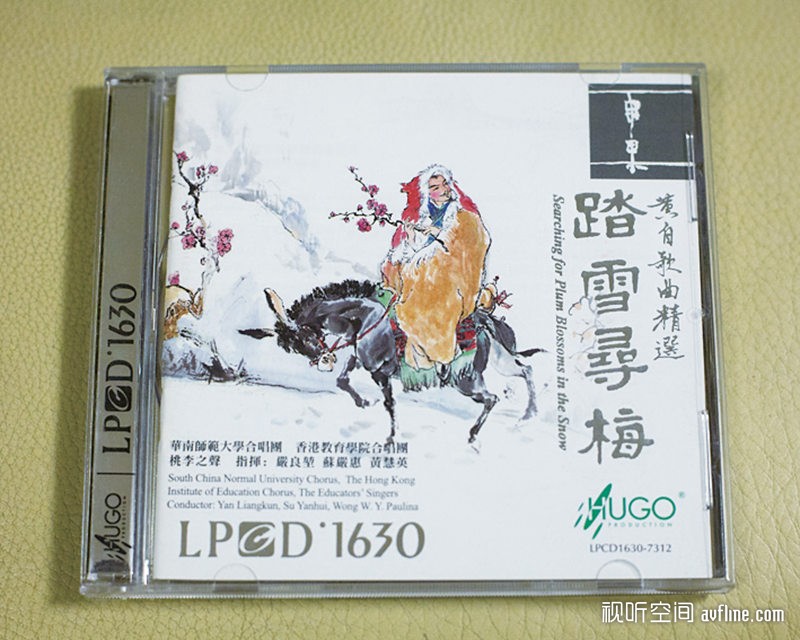 LPCD°1630
HUGO
PRODUCTION
黃自歌曲精選
踏雪尋梅
Searching for Plum Blossoms in the Snow
華南師範大學合唱團 香港教育學院合唱團
桃李之聲 指揮: 嚴良堃 蘇嚴惠 黃慧英
South China Normal University Chorus, The Hong Kong
Institute of Education Chorus, The Educators' Singers
Conductor: Yan Liangkun, Su Yanhui, Wong W. Y. Paulina
LPCD°1630
HUGO®
PRODUCTION
LPCD1630-7312
视听空间 avfline.com